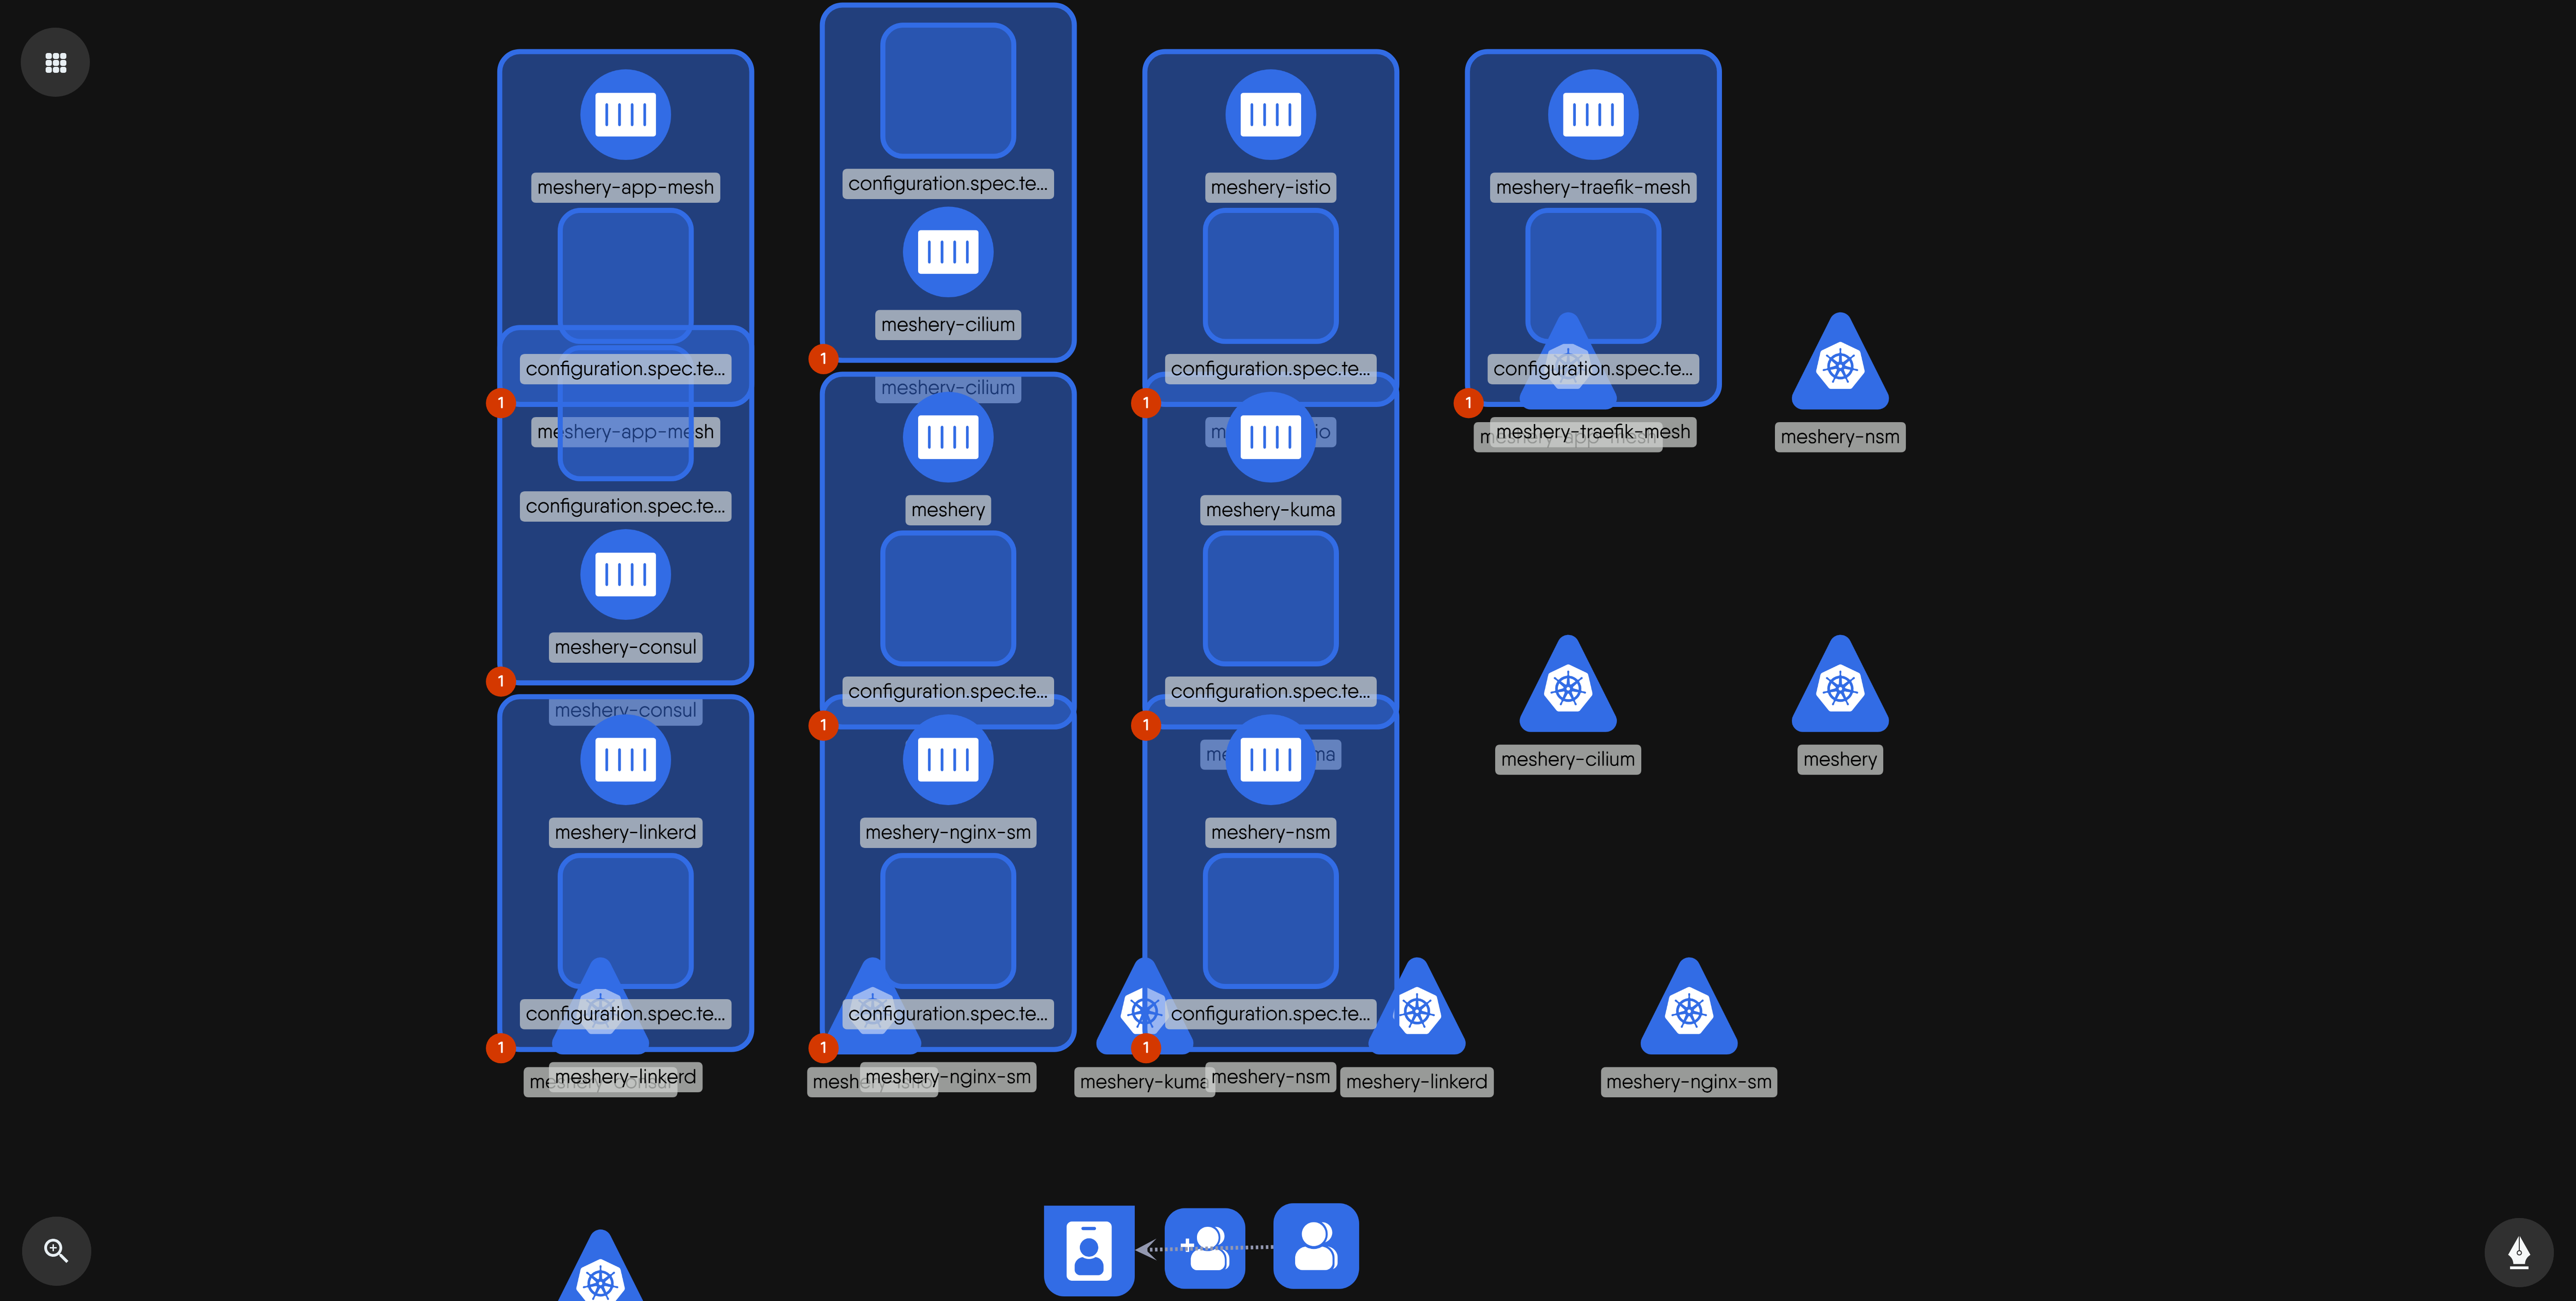 meshery-app-mesh
configuration.spec.te...
meshery-istio
meshery-traefik-mesh
meshery-cilium
configuration.spec.te...
configuration.spec.te...
configuration.spec.te...
1
meshery-cilium
1
1
1
meshery-app-mesh
meshery-traefik-mesh
meshery-nsm
configuration.spec.te...
meshery
meshery-kuma
meshery-consul
1
configuration.spec.te...
configuration.spec.te...
meshery-consul
1
1
meshery-cilium
meshery
meshery-linkerd
meshery-nginx-sm
meshery-nsm
configuration.spec.te...
configuration.spec.te...
configuration.spec.te...
1
1
1
meshery-linkerd
meshery-nginx-sm
meshery-kuma
meshery-nsm
meshery-linkerd
meshery-nginx-sm